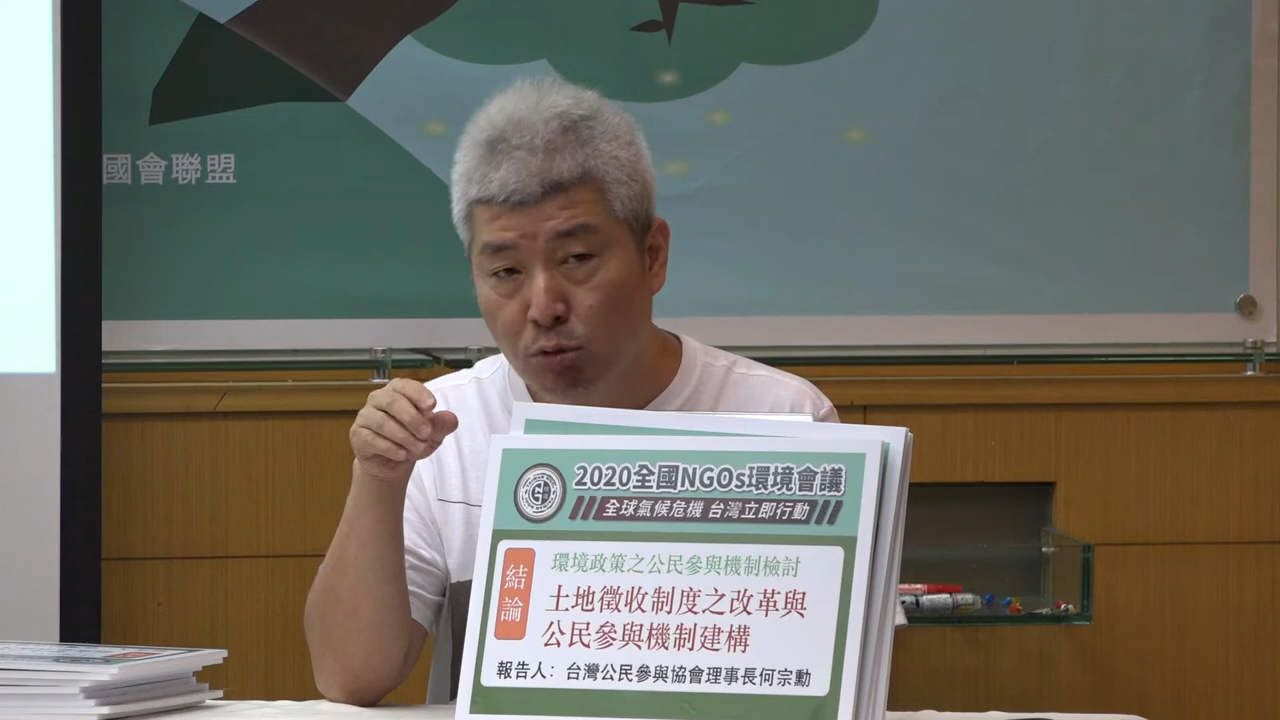 國會聯盟
2020全國NGOs環境會議
全球氣候危機 台灣立即行動
結論
環境政策之公民參與機制檢討
土地徵收制度之改革與
公民參與機制建構
報告人：台灣公民參與協會理事長何宗勳